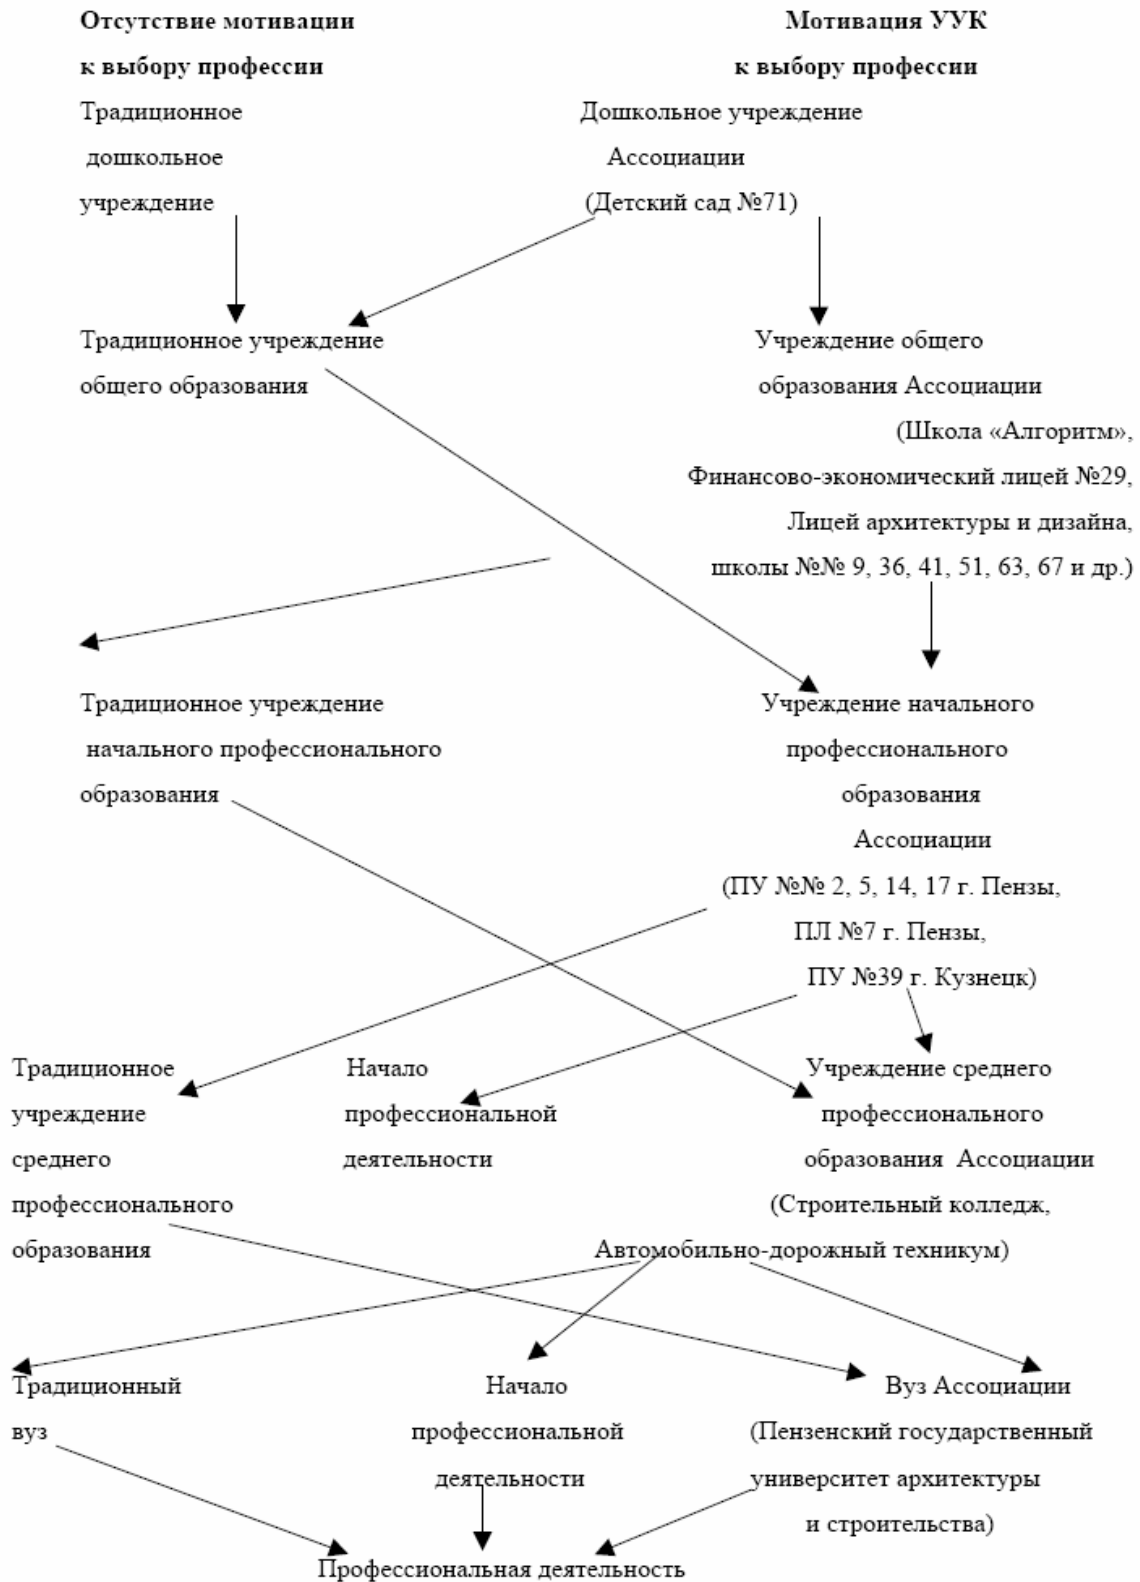 Отсутствие мотивации
к выбору профессии
Мотивация УУК
к выбору профессии
Традиционное
дошкольное
учреждение
Дошкольное учреждение
Ассоциации
(Детский сад №71)
Традиционное учреждение
общего образования
Учреждение общего
образования Ассоциации
(Школа «Алгоритм»,
Финансово-экономический лицей №29,
Лицей архитектуры и дизайна,
школы №№ 9, 36, 41, 51, 63, 67 и др.)
Традиционное учреждение
начального профессионального
образования
Учреждение начального
профессионального
образования
Ассоциации
(ПУ №№ 2, 5, 14, 17 г. Пензы,
ПЛ №7 г. Пензы,
ПУ №39 г. Кузнецк)
Традиционное
учреждение
среднего
профессионального
образования
Начало
профессиональной
деятельности
Учреждение среднего
профессионального
образования Ассоциации
(Строительный колледж,
Автомобильно-дорожный техникум)
Традиционный
вуз
Начало
профессиональной
деятельности
Вуз Ассоциации
(Пензенский государственный
университет архитектуры
и строительства)
Профессиональная деятельность